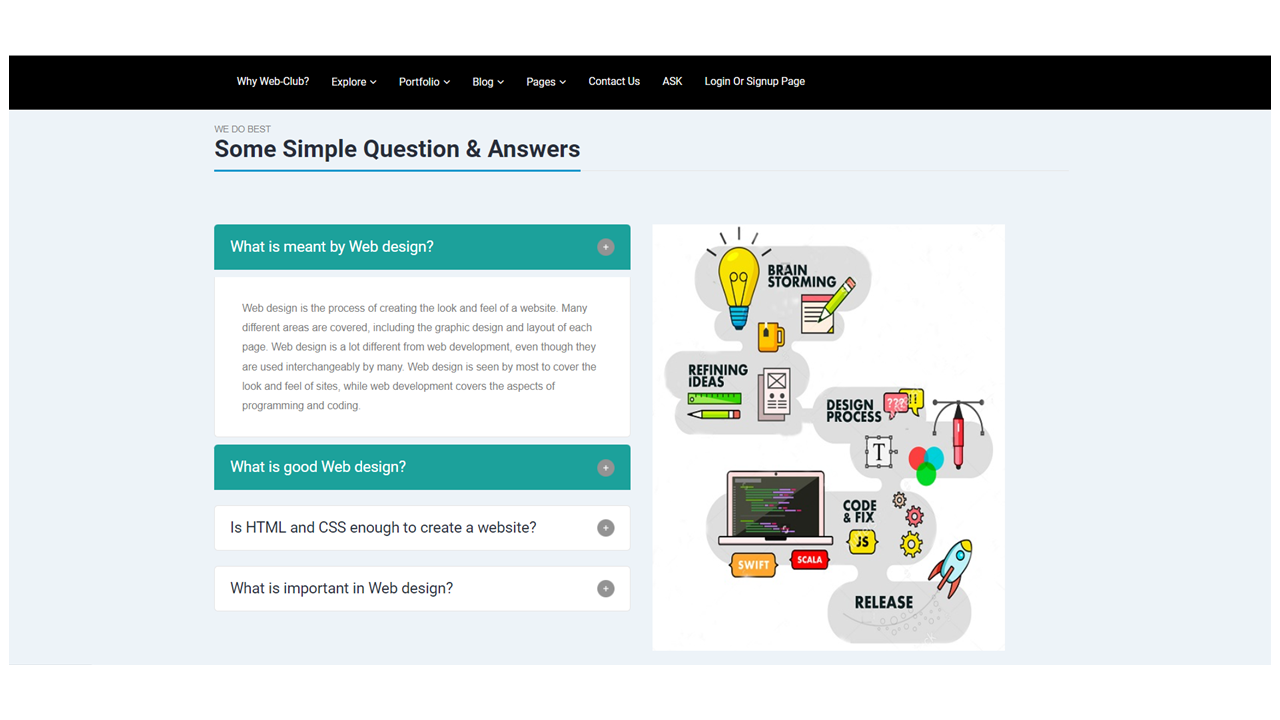 Why Web-Club? Explore Portfolio Blog Pages Contact Us ASK Login Or Signup Page
WE DO BEST
Some Simple Question & Answers
What is meant by Web design?
Web design is the process of creating the look and feel of a website. Many
different areas are covered, including the graphic design and layout of each
page. Web design is a lot different from web development, even though they
are used interchangeably by many. Web design is seen by most to cover the
look and feel of sites, while web development covers the aspects of
programming and coding.
What is good Web design?
Is HTML and CSS enough to create a website?
What is important in Web design?
BRAIN
STORMING
REFINING
IDEAS
DESIGN
PROCESS
???
!!
T
CODE
& FIX
JS
SWIFT
SCALA
RELEASE